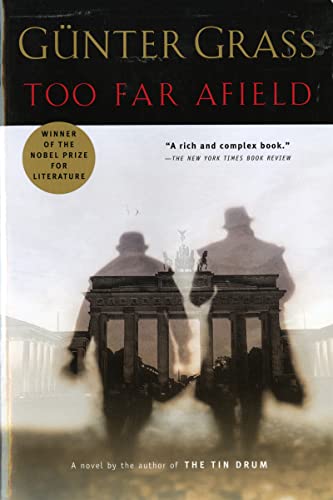 GÜNTER GRASS
TOO FAR AFIELD
WINNER
OF THE
NOBEL PRIZE
FOR
LITERATURE
“A rich and complex book.”
—THE NEW YORK TIMES BOOK REVIEW
A novel by the author of THE TIN DRUM